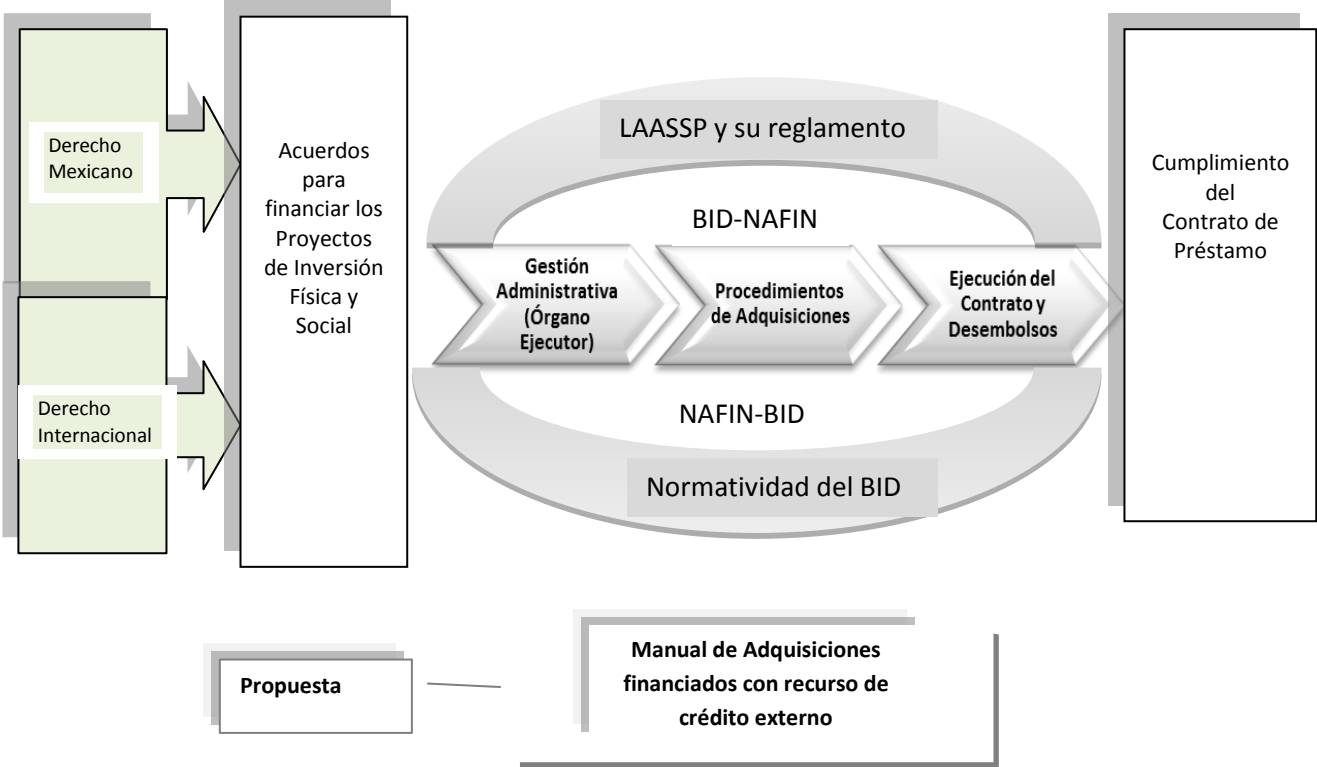 Derecho
Mexicano
Derecho
Internacional
Acuerdos
para
financiar los
Proyectos
de Inversión
Física y
Social
LAASSP y su reglamento
BID-NAFIN
Gestión
Administrativa
(Órgano
Ejecutor)
Procedimientos
de Adquisiciones
Ejecución del
Contrato y
Desembolsos
NAFIN-BID
Normatividad del BID
Cumplimiento
del
Contrato de
Préstamo
Propuesta
Manual de Adquisiciones
financiados con recurso de
crédito externo